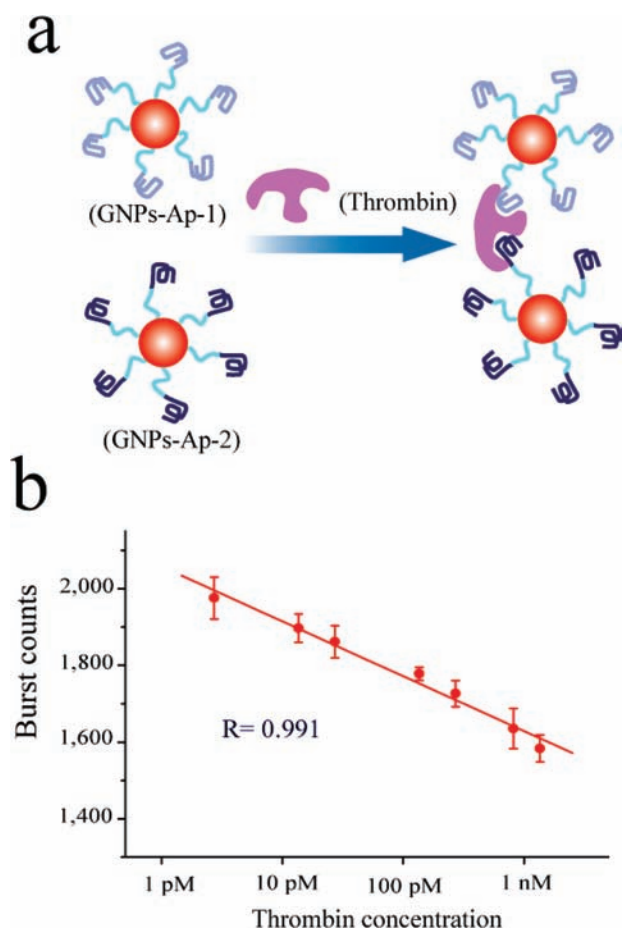 a
(GNPs-Ap-1)
(Thrombin)
(GNPs-Ap-2)
b
Burst counts
2,000
1,800
1,600
1,400
R= 0.991
1 pM 10 pM 100 pM 1 nM
Thrombin concentration